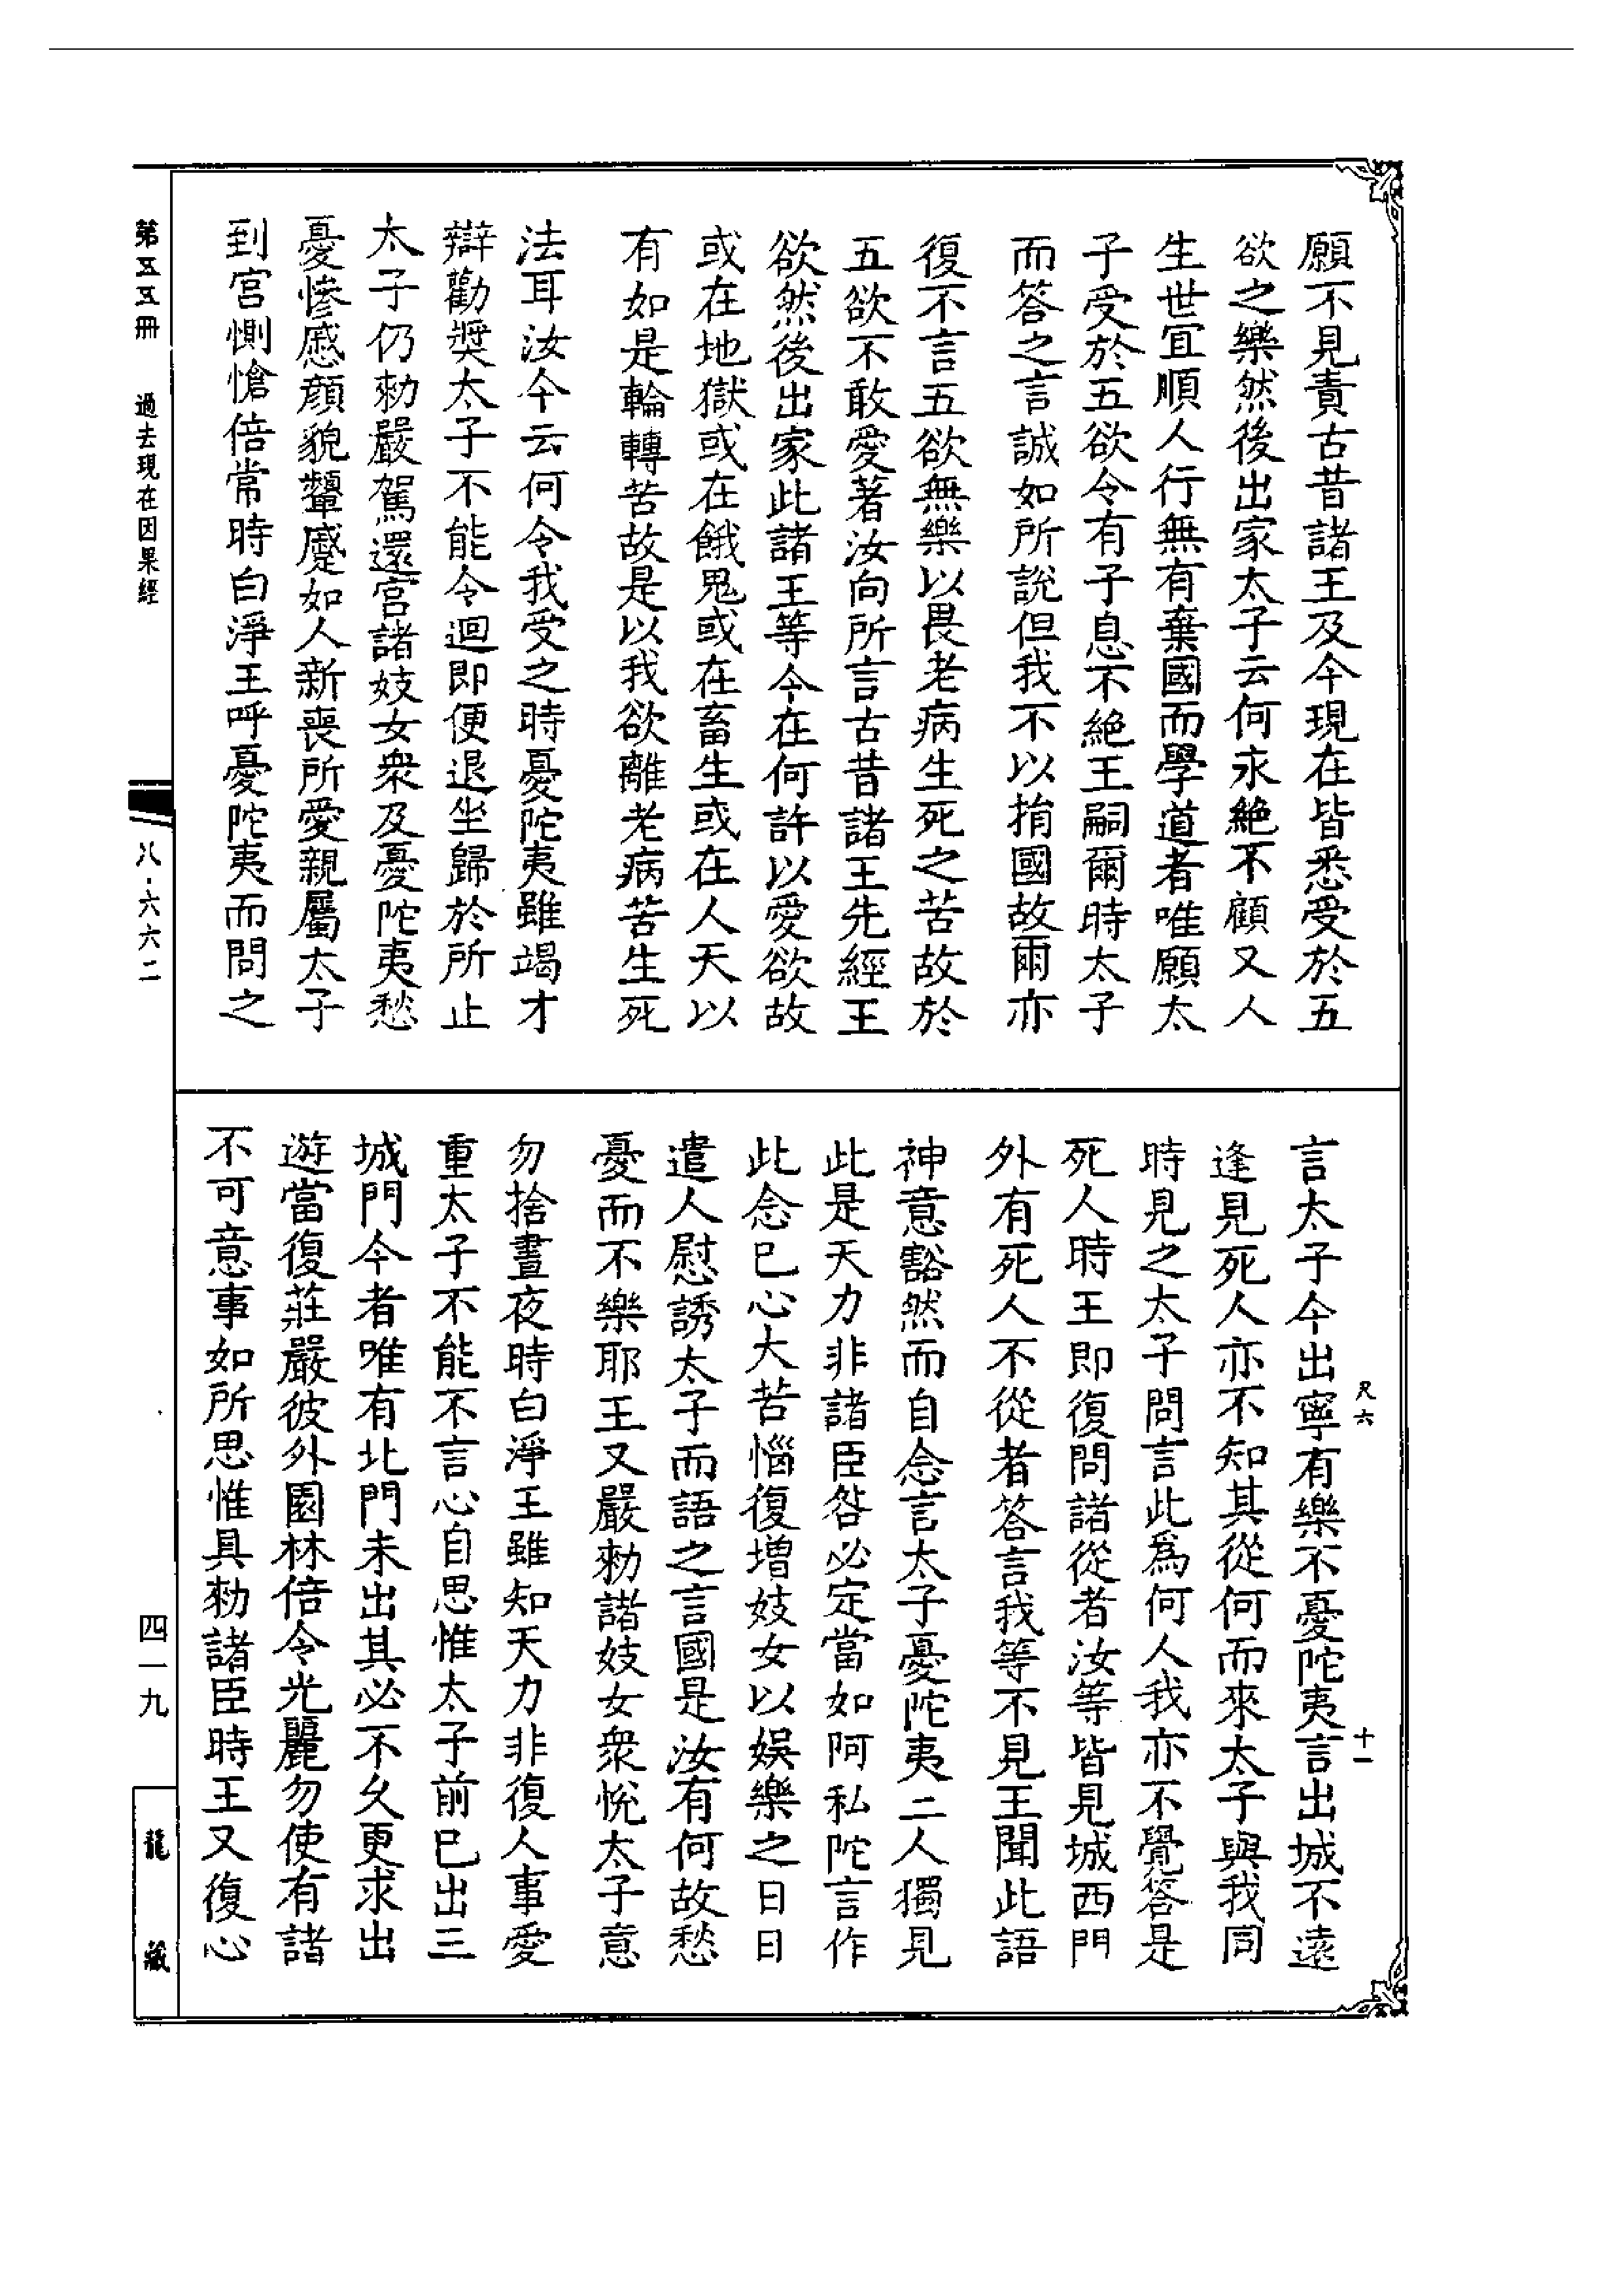 願不見責古昔諸王及今現在皆悉受於五
欲之樂然後出家太子云何永絕不顧又人
生世宜順人行無有棄國而學道者唯願太
子受於五欲令有子息不絕王嗣爾時太子
而答之言誠如所說但我不以捐國故爾亦
復不言五欲無樂以畏老病生死之苦故於
五欲不敢愛著汝向所言古昔諸王先經王
欲然後出家此諸王等今在何許以愛欲故
或在地獄或在餓鬼或在畜生或在人天以
有如是輪轉苦故是以我欲離老病苦生死
法耳汝今云何令我受之時憂陀夷雖竭才
辯勸獎太子不能令迴即便退坐歸於所止
太子仍勑嚴駕還宮諸妓女衆及憂陀夷愁
憂慘慼顏貌顰蹙如人新喪所愛親屬太子
到宮惻愴倍常時白淨王呼憂陀夷而問之
言太子今出寧有樂不憂陀夷言出城不遠
逢見死人亦不知其從何而來太子與我同
時見之太子問言此爲何人我亦不覺答是
死人時王即復問諸從者汝等皆見城西門
外有死人不從者答言我等不見王聞此語
神意豁然而自念言太子憂陀夷二人獨見
此是天力非諸臣咎必定當如阿私陀言作
此念已心大苦惱復增妓女以娛樂之日日
遣人慰誘太子而語之言國是汝有何故愁
憂而不樂耶王又嚴勑諸妓女衆悅太子意
勿捨晝夜時白淨王雖知天力非復人事愛
重太子不能不言心自思惟太子前已出三
城門今者唯有北門未出其必不久更求出
遊當復莊嚴彼外園林倍令光麗勿使有諸
不可意事如所思惟具勑諸臣時王又復心
尺六
十一
第五五冊
過去現在因果經
八·六六二
四一九
龍藏